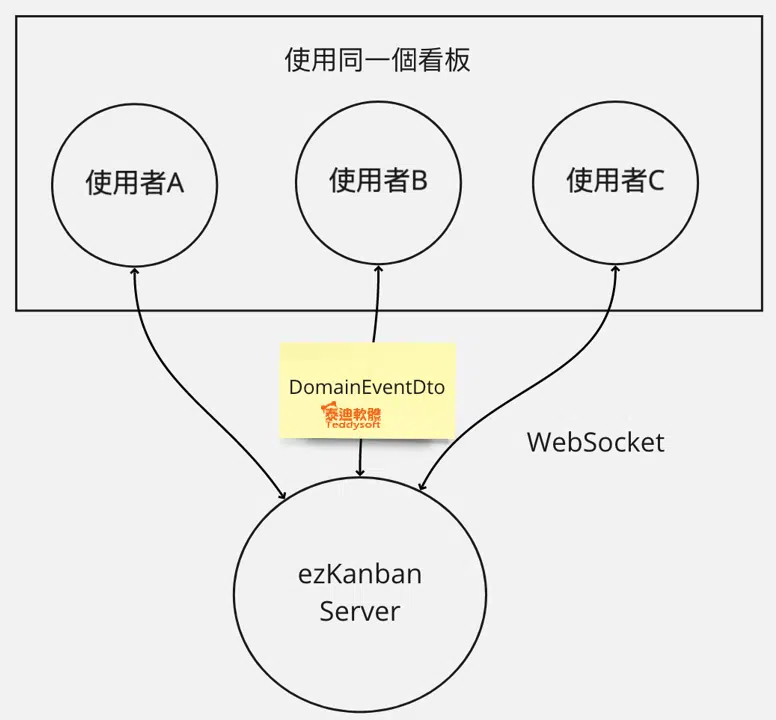 使用同一個看板
使用者A
使用者B
使用者C
DomainEventDto
泰迪軟體
Teddysoft
WebSocket
ezKanban
Server